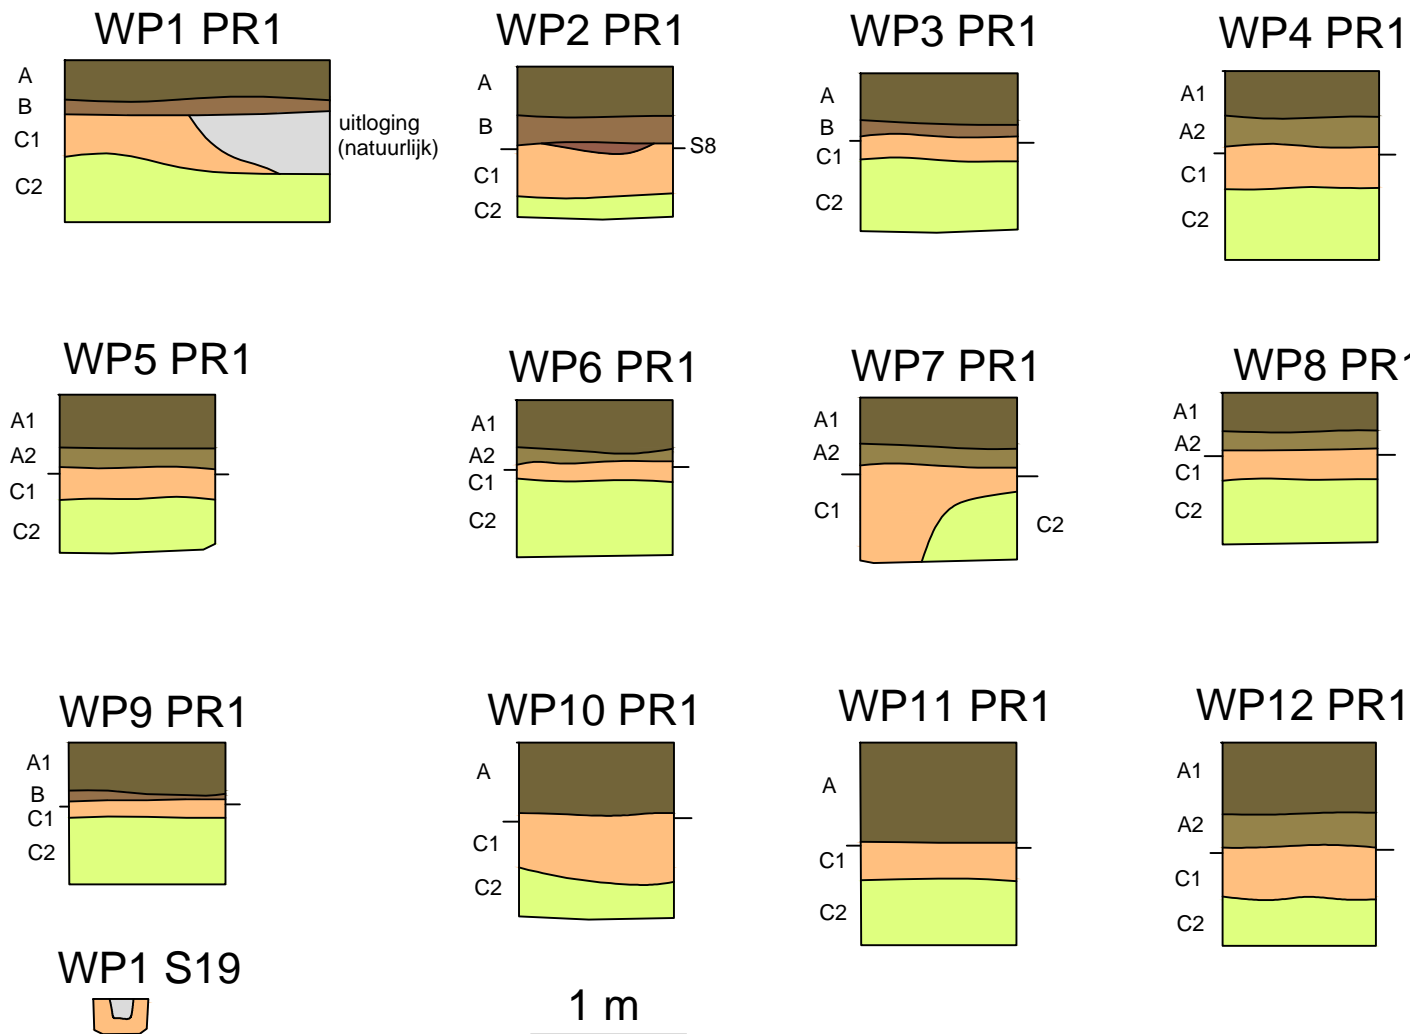 WP1 PR1
A
B
C1
C2
uitloging
(natuurlijk)
WP2 PR1
A
B
C1
C2
S8
WP3 PR1
A
B
C1
C2
WP4 PR1
A1
A2
C1
C2
WP5 PR1
A1
A2
C1
C2
WP6 PR1
A1
A2
C1
C2
WP7 PR1
A1
A2
C1
C2
WP8 PR1
A1
A2
C1
C2
WP9 PR1
A1
B
C1
C2
WP10 PR1
A
C1
C2
WP11 PR1
A
C1
C2
WP12 PR1
A1
A2
C1
C2
WP1 S19
1 m